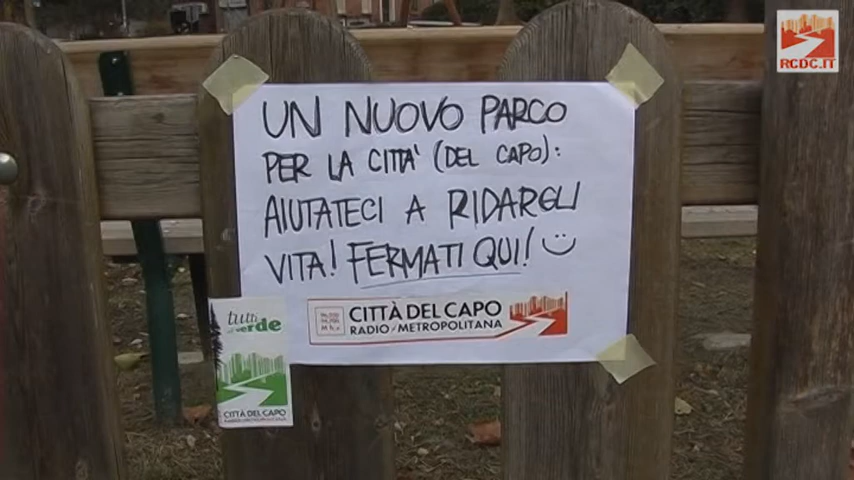 RCDC.IT
UN NUOVO PARCO
PER LA CITTA' (DEL CAPO):
AIUTATECI A RIDARGLI
VITA! FERMATI QUI!
CITTÀ DEL CAPO
RADIO METROPOLITANA
tutti
verde
CITTÀ DEL CAPO